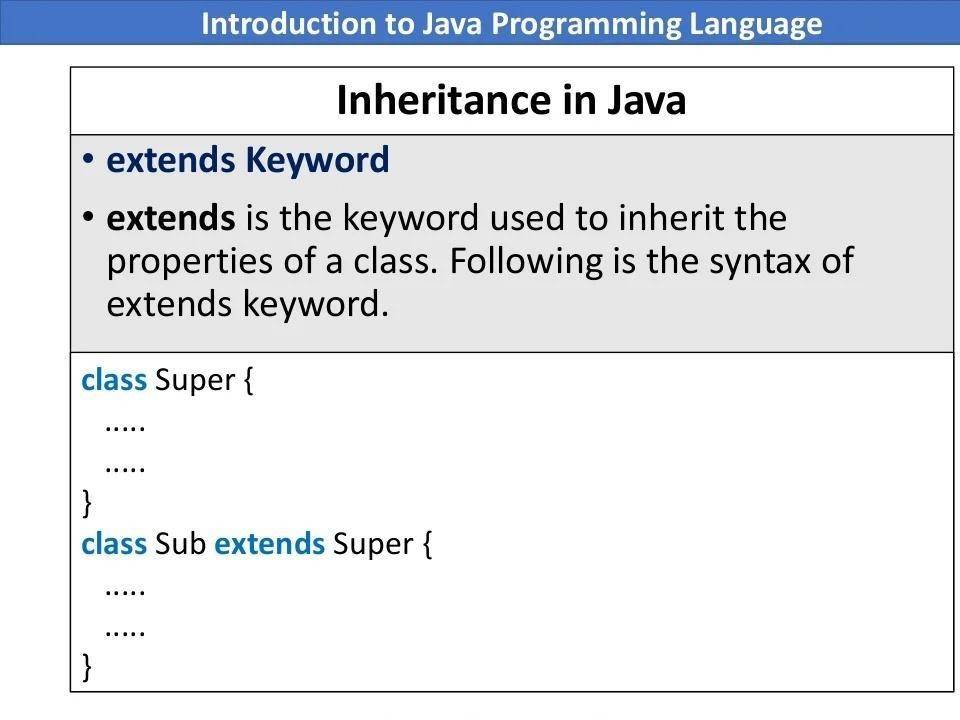 Introduction to Java Programming Language
Inheritance in Java
• extends Keyword
• extends is the keyword used to inherit the
properties of a class. Following is the syntax of
extends keyword.
class Super {
.....
.....
}
class Sub extends Super {
.....
.....
}